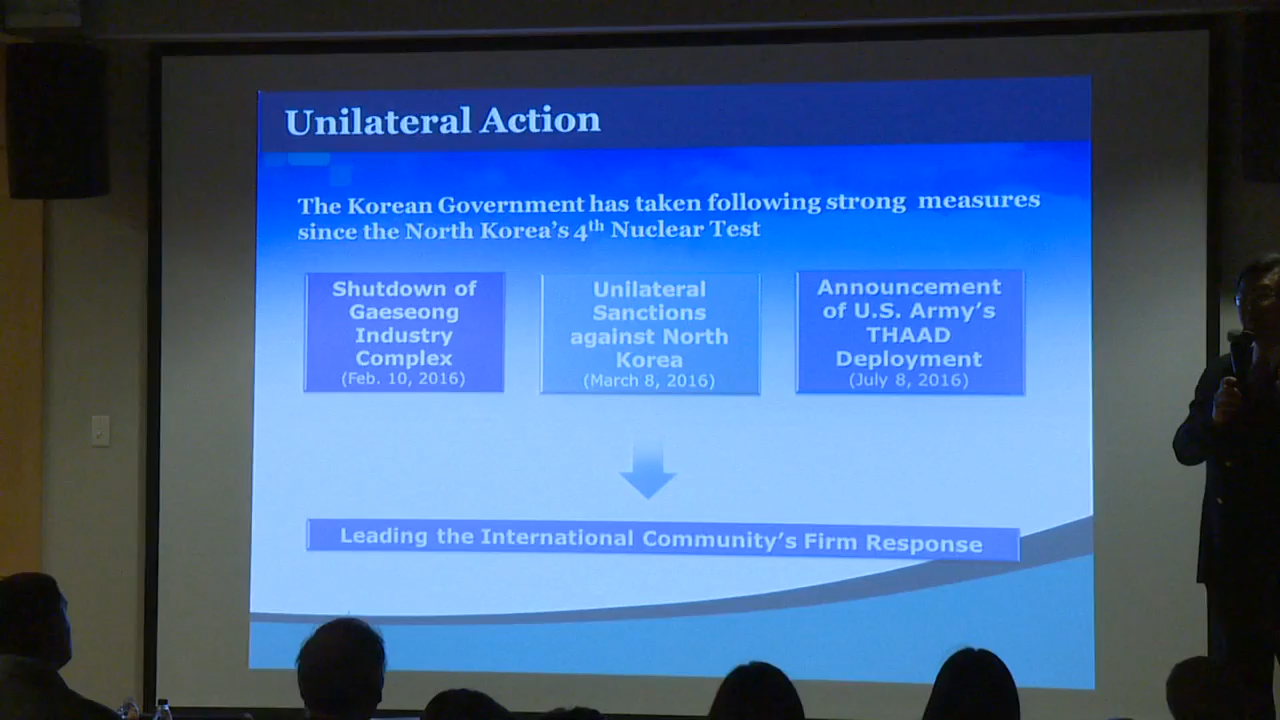 Unilateral Action
The Korean Government has taken following strong measures
since the North Korea's 4th Nuclear Test
Shutdown of
Gaeseong
Industry
Complex
(Feb. 10, 2016)
Unilateral
Sanctions
against North
Korea
(March 8, 2016)
Announcement
of U.S. Army's
THAAD
Deployment
(July 8, 2016)
Leading the International Community's Firm Response